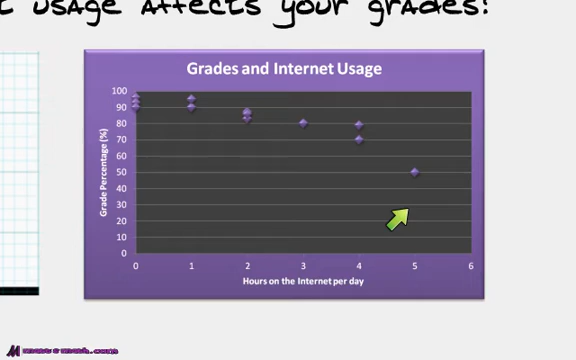 usage affects your grades:
Grades and Internet Usage
100
90
80
70
60
50
40
30
20
10
0
Grade Percentage (%)
0 1 2 3 4 5 6
Hours on the Internet per day